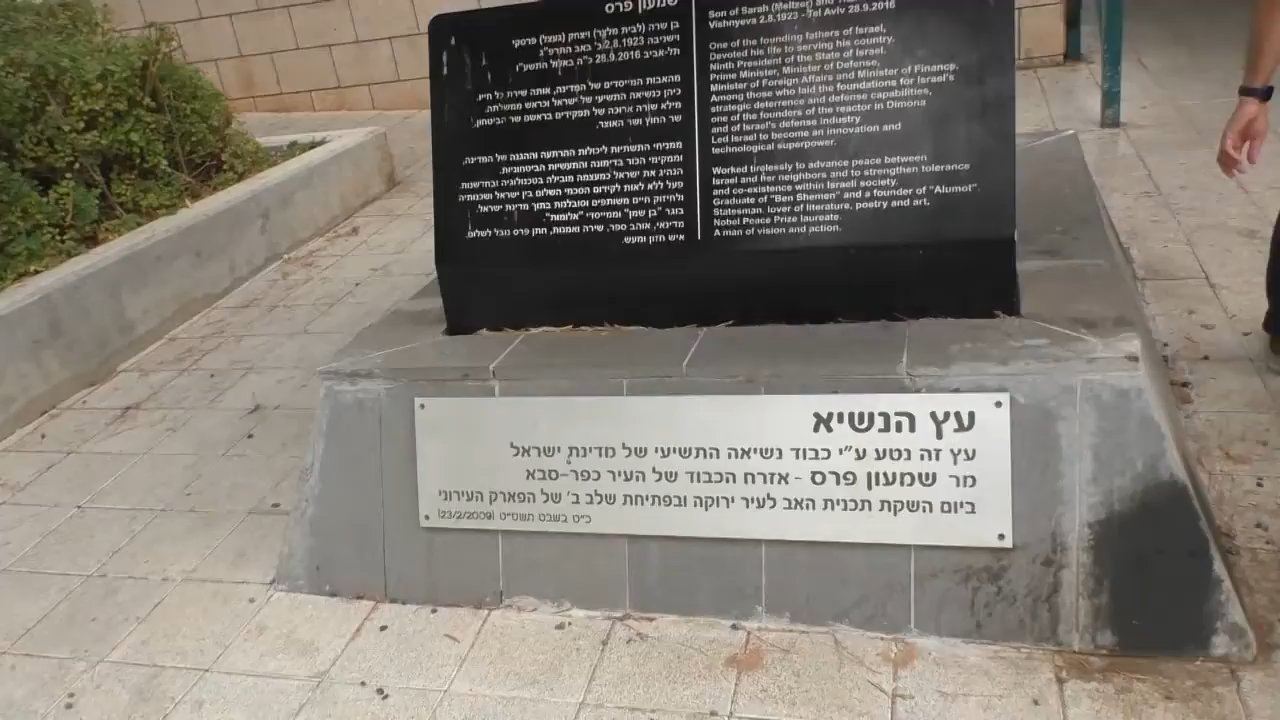 שמעון פרס
בן שרה (לבית מלצר) ויצחק (געצל) פרסקי
וישניבה 2.8.1923 כ' באב התרפ"ג
תל-אביב 28.9.2016 כ"ה באלול התשע"ו
מהאבות המייסדים של המדינה, אותה שירת כל חייו.
כיהן כנשיאה התשיעי של ישראל וכראש ממשלתה.
מילא שורה ארוכה של תפקידים בראשם שר הביטחון,
שר החוץ ושר האוצר.
ממניחי התשתיות ליכולות ההרתעה וההגנה של המדינה,
וממקימי הכור בדימונה והתעשיות הביטחוניות.
הנהיג את ישראל כמעצמה מובילה בטכנולוגיה ובחדשנות.
פעל ללא לאות לקידום הסכמי השלום בין ישראל ושכנותיה
ולחיזוק חיים משותפים וסובלנות בתוך מדינת ישראל.
בוגר "בן שמן" וממייסדי "אלומות".
מדינאי, אוהב ספר, שירה ואמנות, חתן פרס נובל לשלום.
איש חזון ומעש.
Son of Sarah (Meltzer) and
Vishnyeva 2.8.1923 - Tel Aviv 28.9.2016
One of the founding fathers of Israel,
Devoted his life to serving his country.
Ninth President of the State of Israel.
Prime Minister, Minister of Defense,
Minister of Foreign Affairs and Minister of Finance.
Among those who laid the foundations for Israel's
strategic deterrence and defense capabilities,
one of the founders of the reactor in Dimona
and of Israel's defense industry
Led Israel to become an innovation and
technological superpower.
Worked tirelessly to advance peace between
Israel and her neighbors and to strengthen tolerance
and co-existence within Israeli society.
Graduate of "Ben Shemen" and a founder of "Alumot".
Statesman, lover of literature, poetry and art,
Nobel Peace Prize laureate.
A man of vision and action.
עץ הנשיא
עץ זה נטע ע"י כבוד נשיאה התשיעי של מדינת ישראל
מר שמעון פרס - אזרח הכבוד של העיר כפר-סבא
ביום השקת תכנית האב לעיר ירוקה ובפתיחת שלב ב' של הפארק העירוני
כ"ט בשבט תשס"ט (23/2/2009)